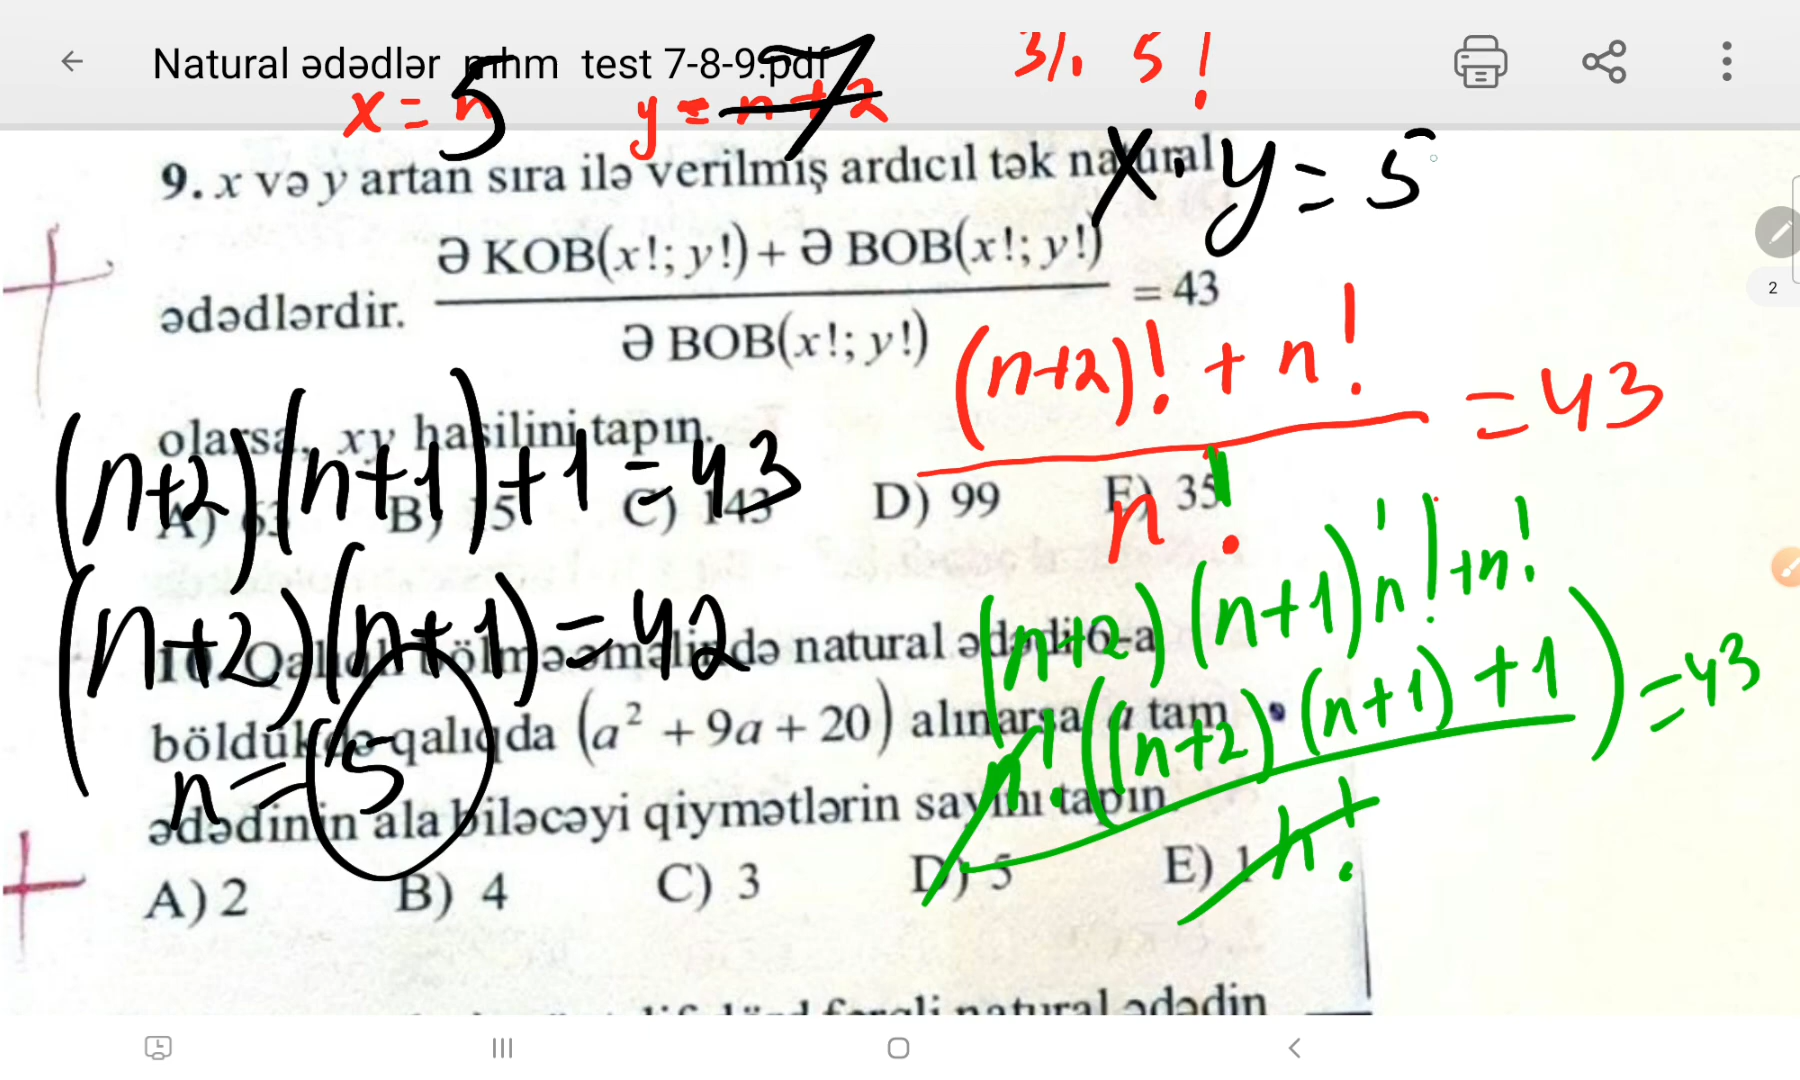 Natural ədədlər mhm test 7-8-9.pdf
3!. 5!
x = n 5 y = n+2 7
9. x və y artan sıra ilə verilmiş ardıcıl tək natural
x·y = 5
ədədlərdir. Ə KOB(x!; y!) + Ə BOB(x!; y!)
Ə BOB(x!; y!)
= 43
2
(n+2)! + n!
n!
= 43
olarsa, xy hasilini tapın.
(n+2)(n+1)+1=43
A) 63 B) 15 C) 143 D) 99 E) 35
(n+2)(n+1)n!+n!
(n+2)(n+1)=42
10. Qalıqlı bölmə əməlində natural ədədi 6-a
n!((n+2)(n+1)+1) = 43
n!
böldükdə qalıqda (a² + 9a + 20) alınarsa, a tam
n=5
ədədinin ala biləcəyi qiymətlərin sayını tapın.
A) 2 B) 4 C) 3 D) 5 E) 1
natural ədədin